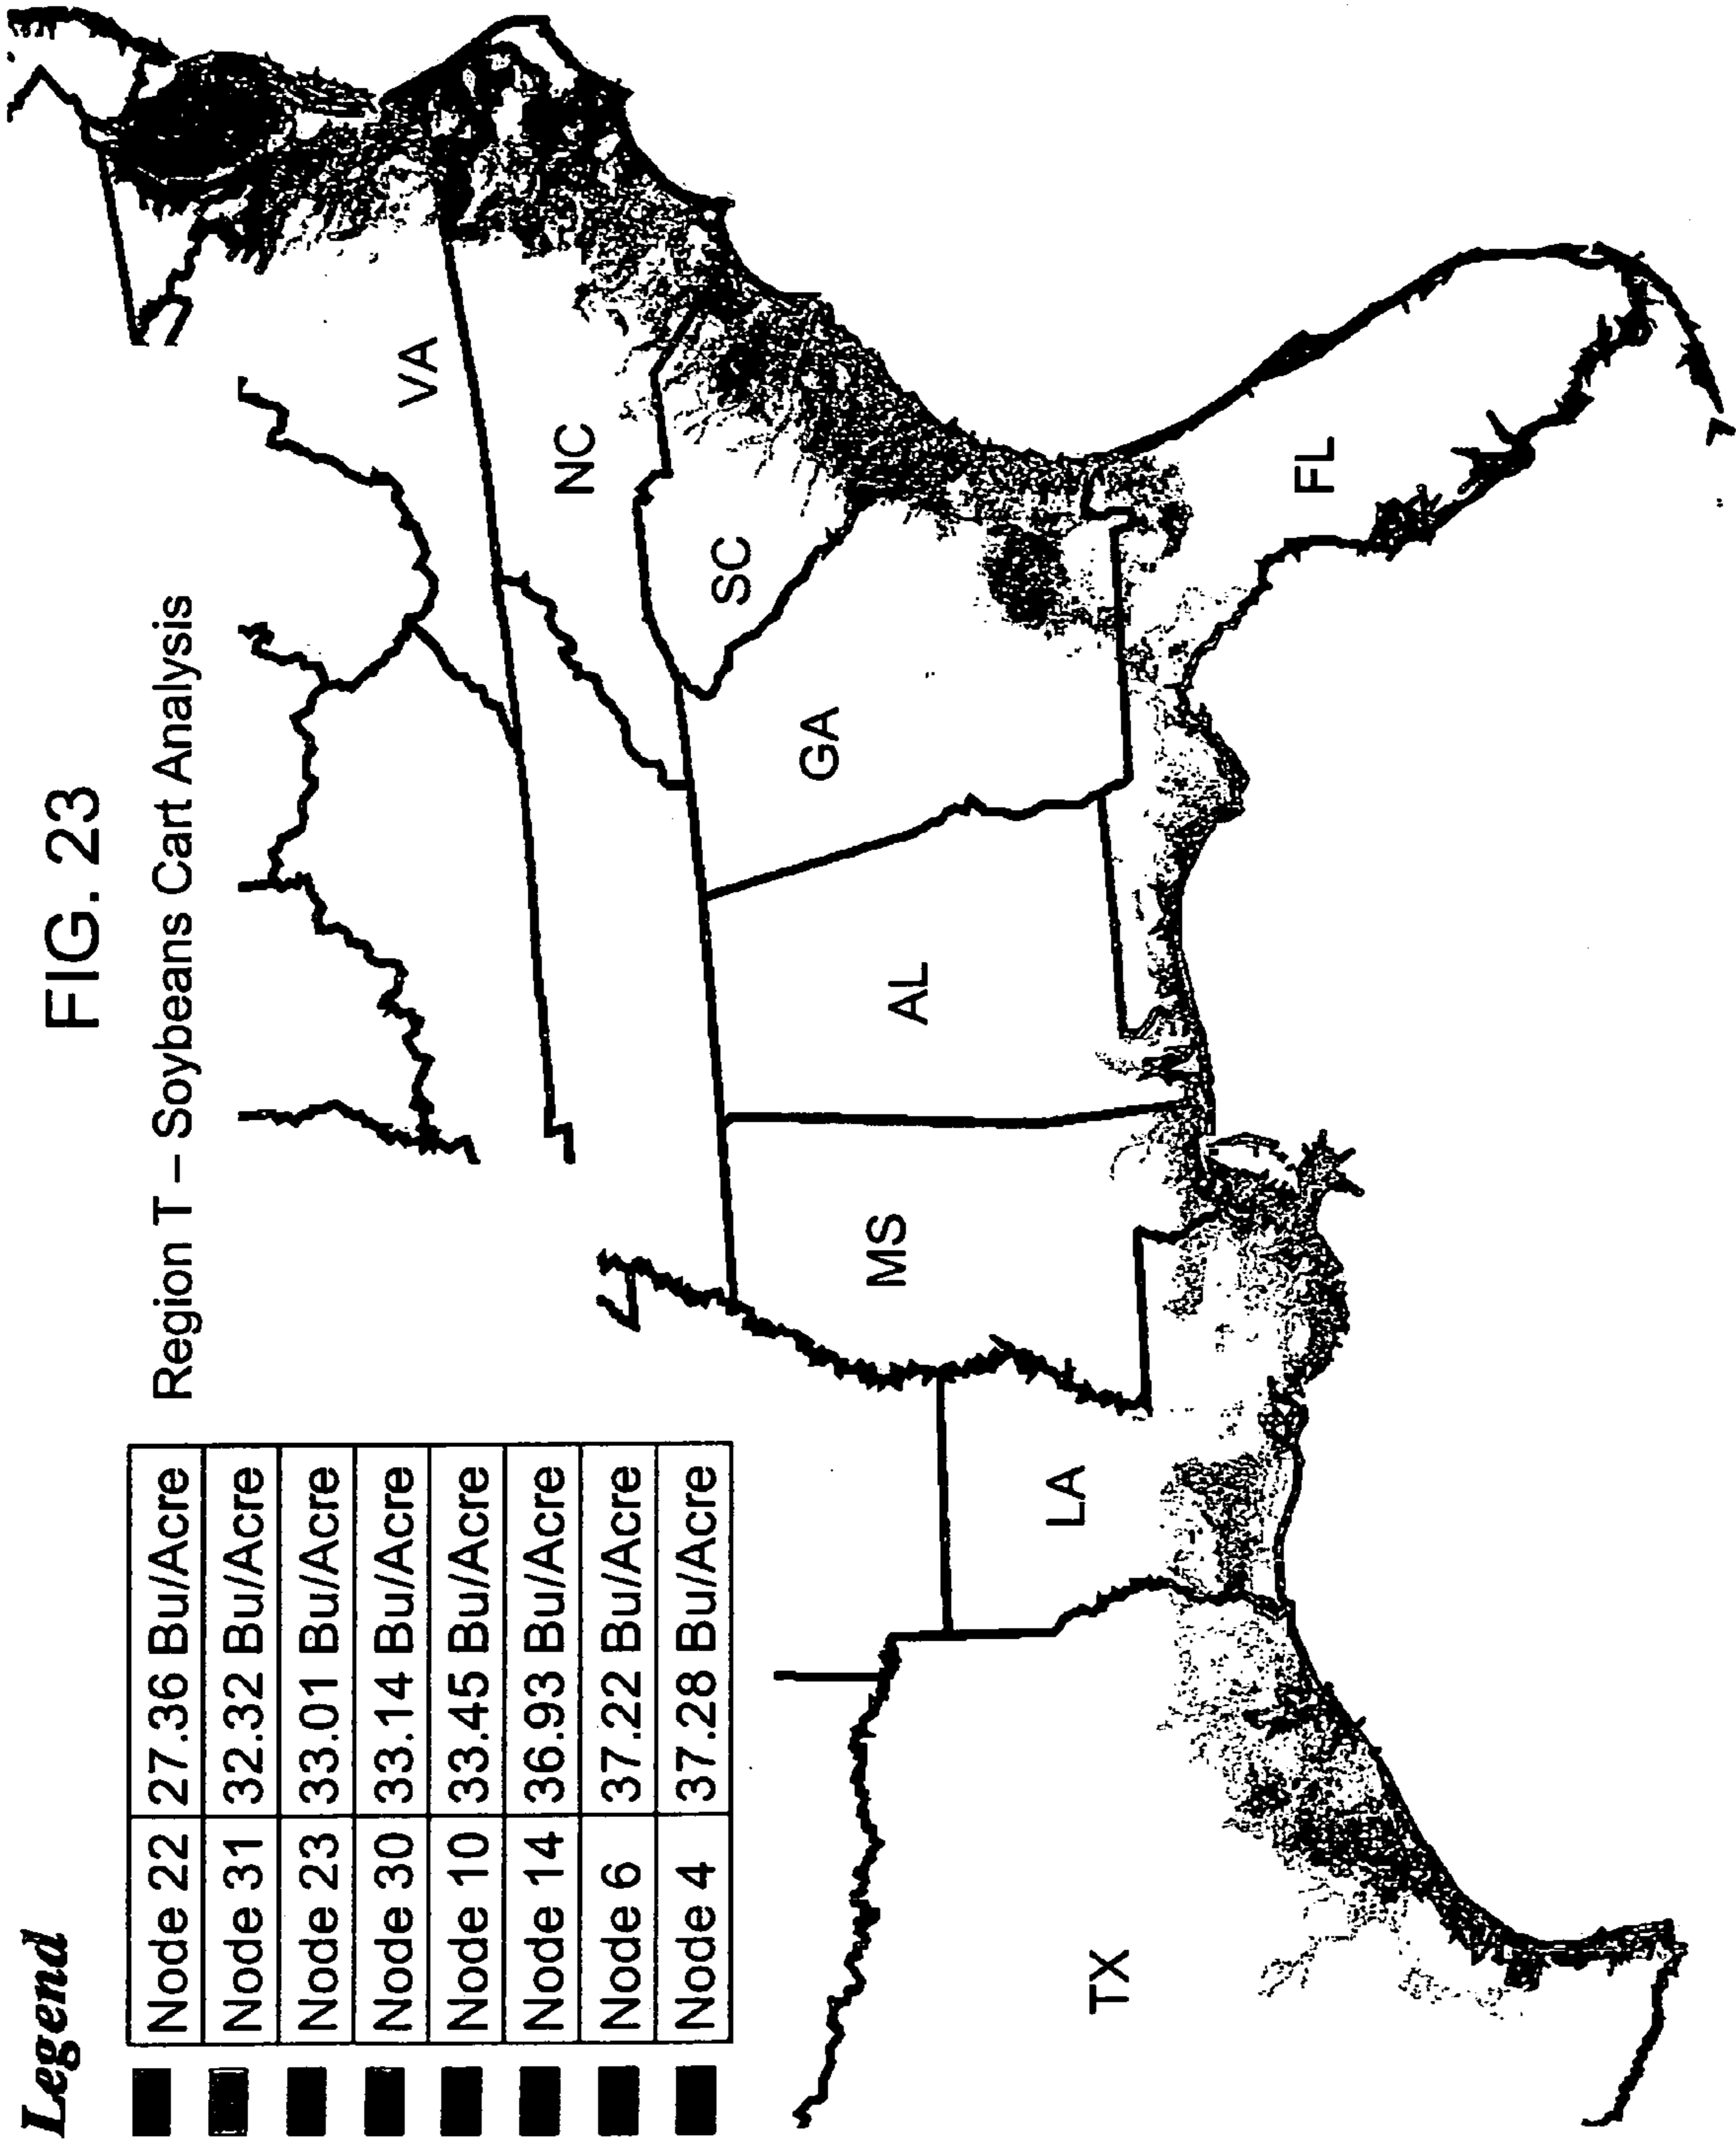 FIG. 23
Region T – Soybeans Cart Analysis
Legend
Node 22 27.36 Bu/Acre
Node 31 32.32 Bu/Acre
Node 23 33.01 Bu/Acre
Node 30 33.14 Bu/Acre
Node 10 33.45 Bu/Acre
Node 14 36.93 Bu/Acre
Node 6 37.22 Bu/Acre
Node 4 37.28 Bu/Acre
TX
LA
MS
AL
GA
SC
NC
VA
FL